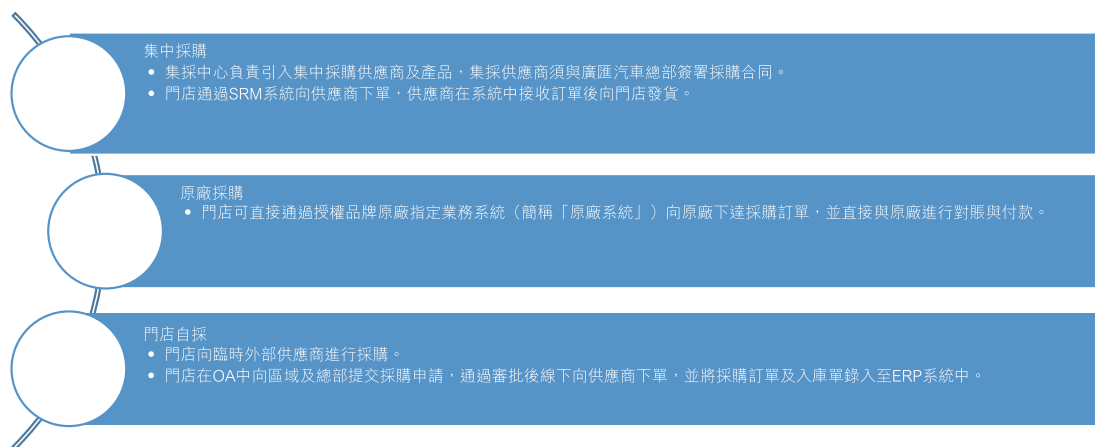 集中採購
• 集採中心負責引入集中採購供應商及產品，集採供應商須與廣匯汽車總部簽署採購合同。
• 門店通過SRM系統向供應商下單，供應商在系統中接收訂單後向門店發貨。
原廠採購
• 門店可直接通過授權品牌原廠指定業務系統（簡稱「原廠系統」）向原廠下達採購訂單，並直接與原廠進行對賬與付款。
門店自採
• 門店向臨時外部供應商進行採購。
• 門店在OA中向區域及總部提交採購申請，通過審批後線下向供應商下單，並將採購訂單及入庫單錄入至ERP系統中。